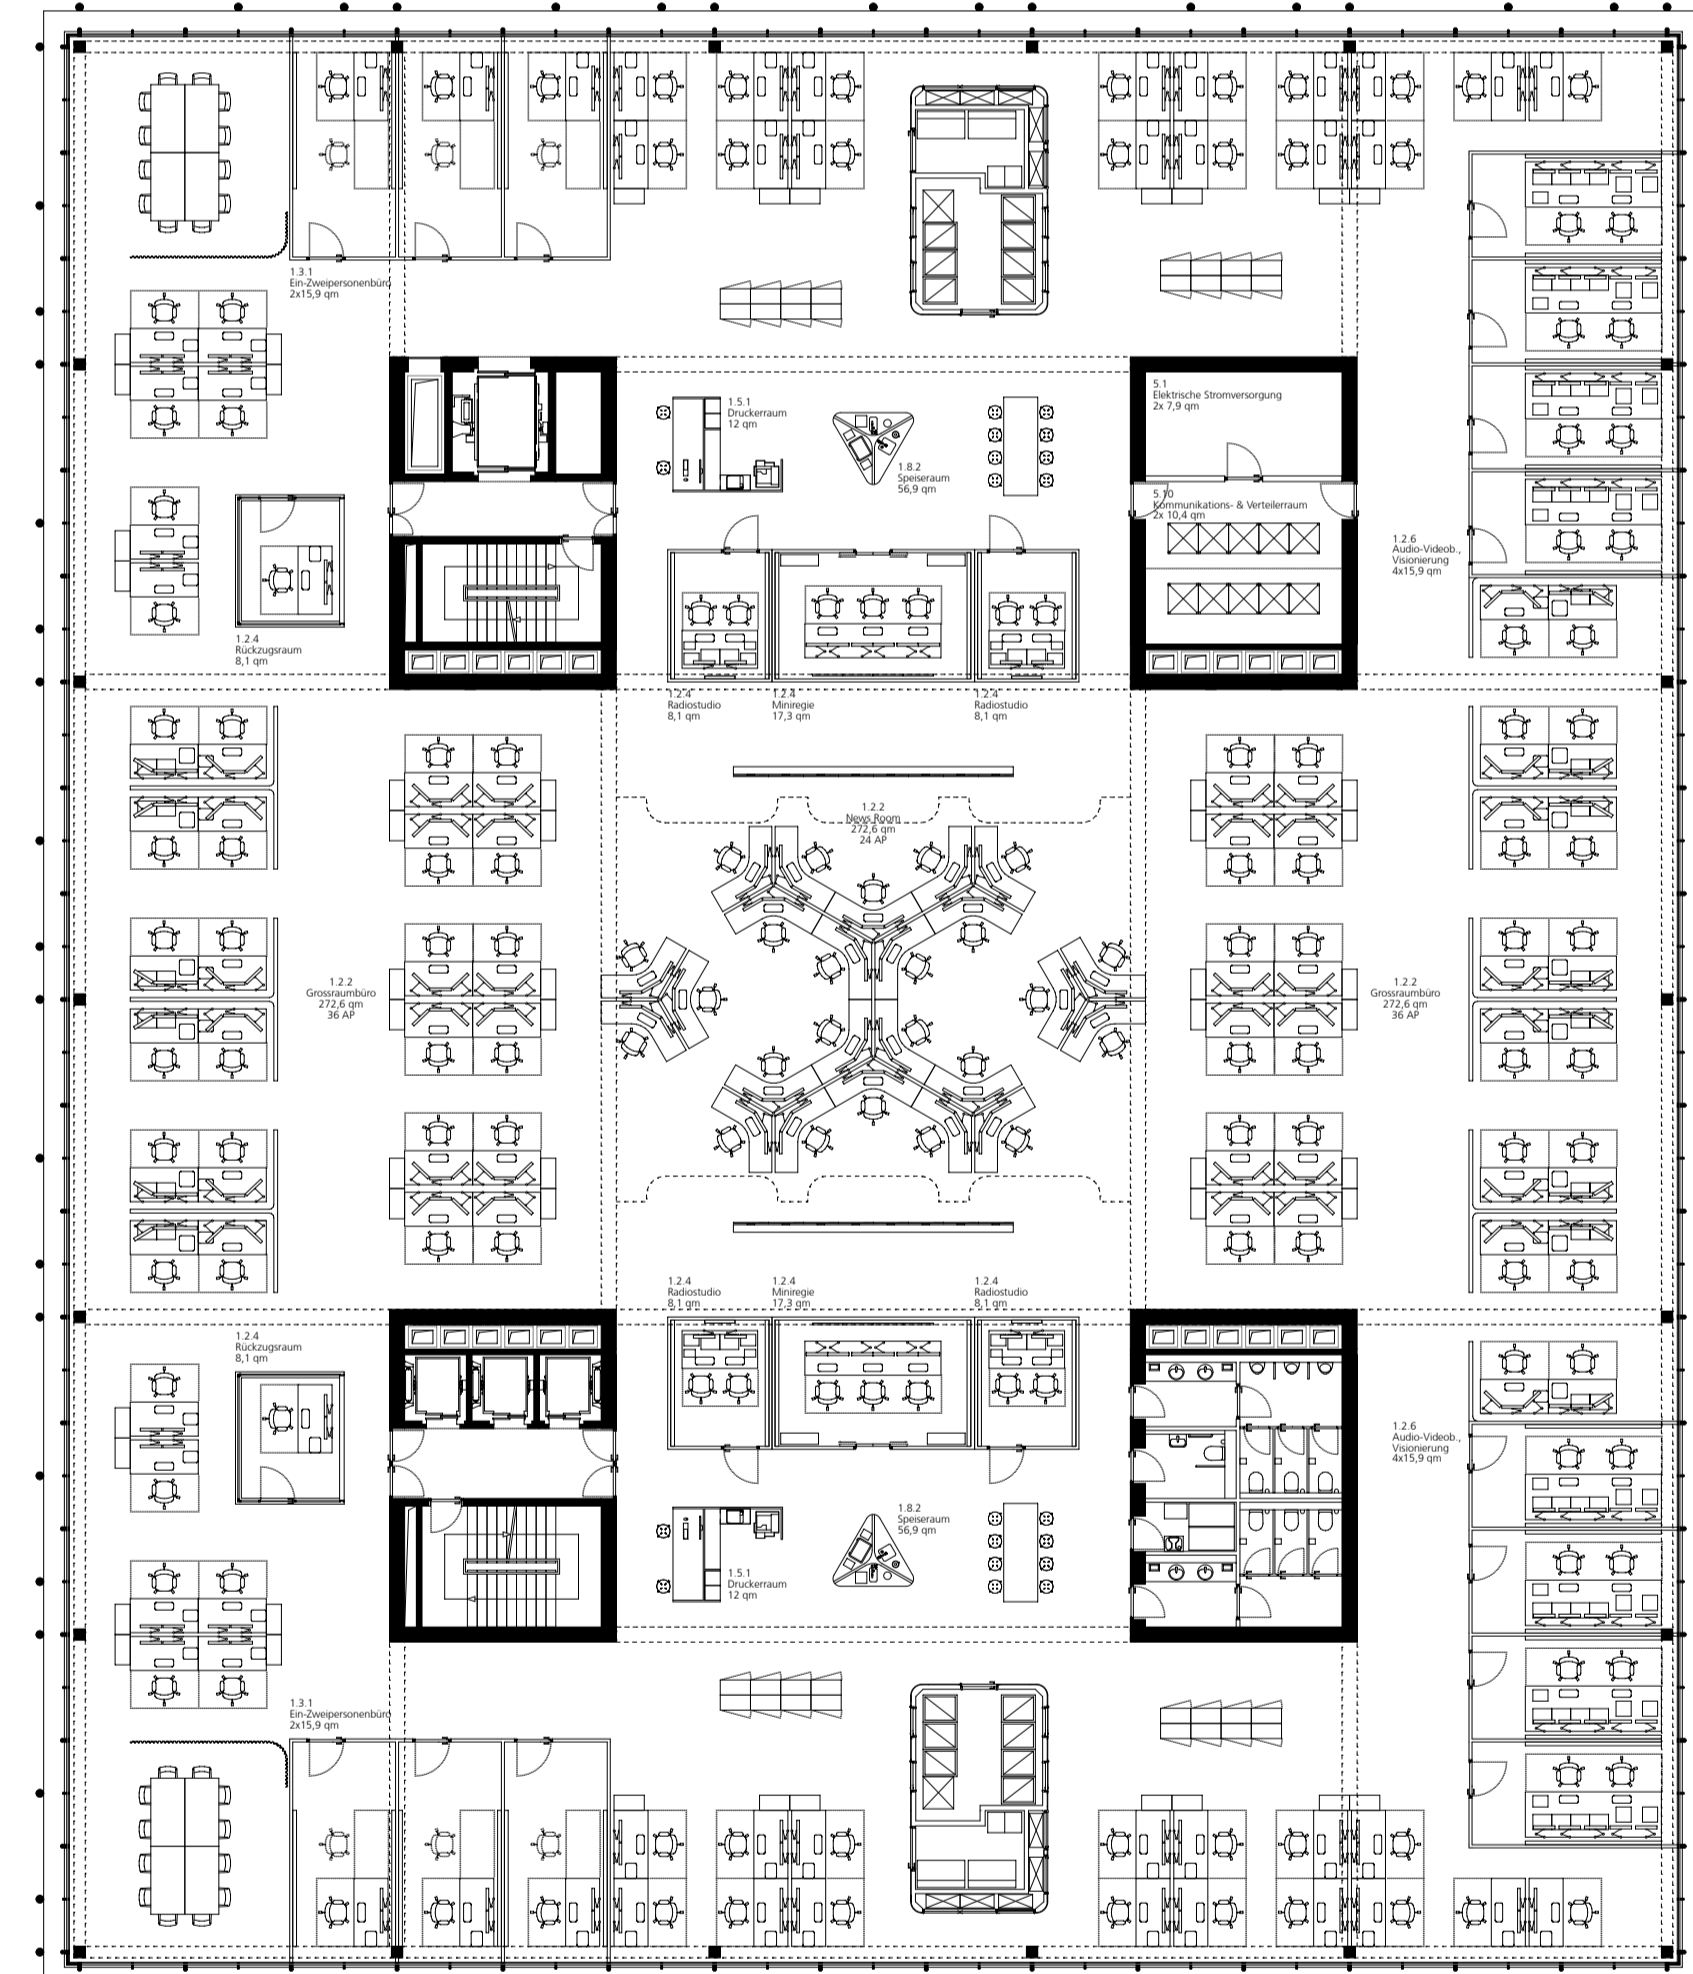 1.3.1
Ein-Zweipersonenbüro
2x15,9 qm
1.5.1
Druckerraum
12 qm
1.8.2
Speiseraum
56,9 qm
5.1
Elektrische Stromversorgung
2x 7,9 qm
5.10
Kommunikations- & Verteilerraum
2x 10,4 qm
1.2.6
Audio-Videob.,
Visionierung
4x15,9 qm
1.2.4
Rückzugsraum
8,1 qm
1.2.4
Radiostudio
8,1 qm
1.2.4
Miniregie
17,3 qm
1.2.4
Radiostudio
8,1 qm
1.2.2
News Room
272,6 qm
24 AP
1.2.2
Grossraumbüro
272,6 qm
36 AP
1.2.2
Grossraumbüro
272,6 qm
36 AP
1.2.4
Radiostudio
8,1 qm
1.2.4
Miniregie
17,3 qm
1.2.4
Radiostudio
8,1 qm
1.2.4
Rückzugsraum
8,1 qm
1.2.6
Audio-Videob.,
Visionierung
4x15,9 qm
1.8.2
Speiseraum
56,9 qm
1.5.1
Druckerraum
12 qm
1.3.1
Ein-Zweipersonenbüro
2x15,9 qm